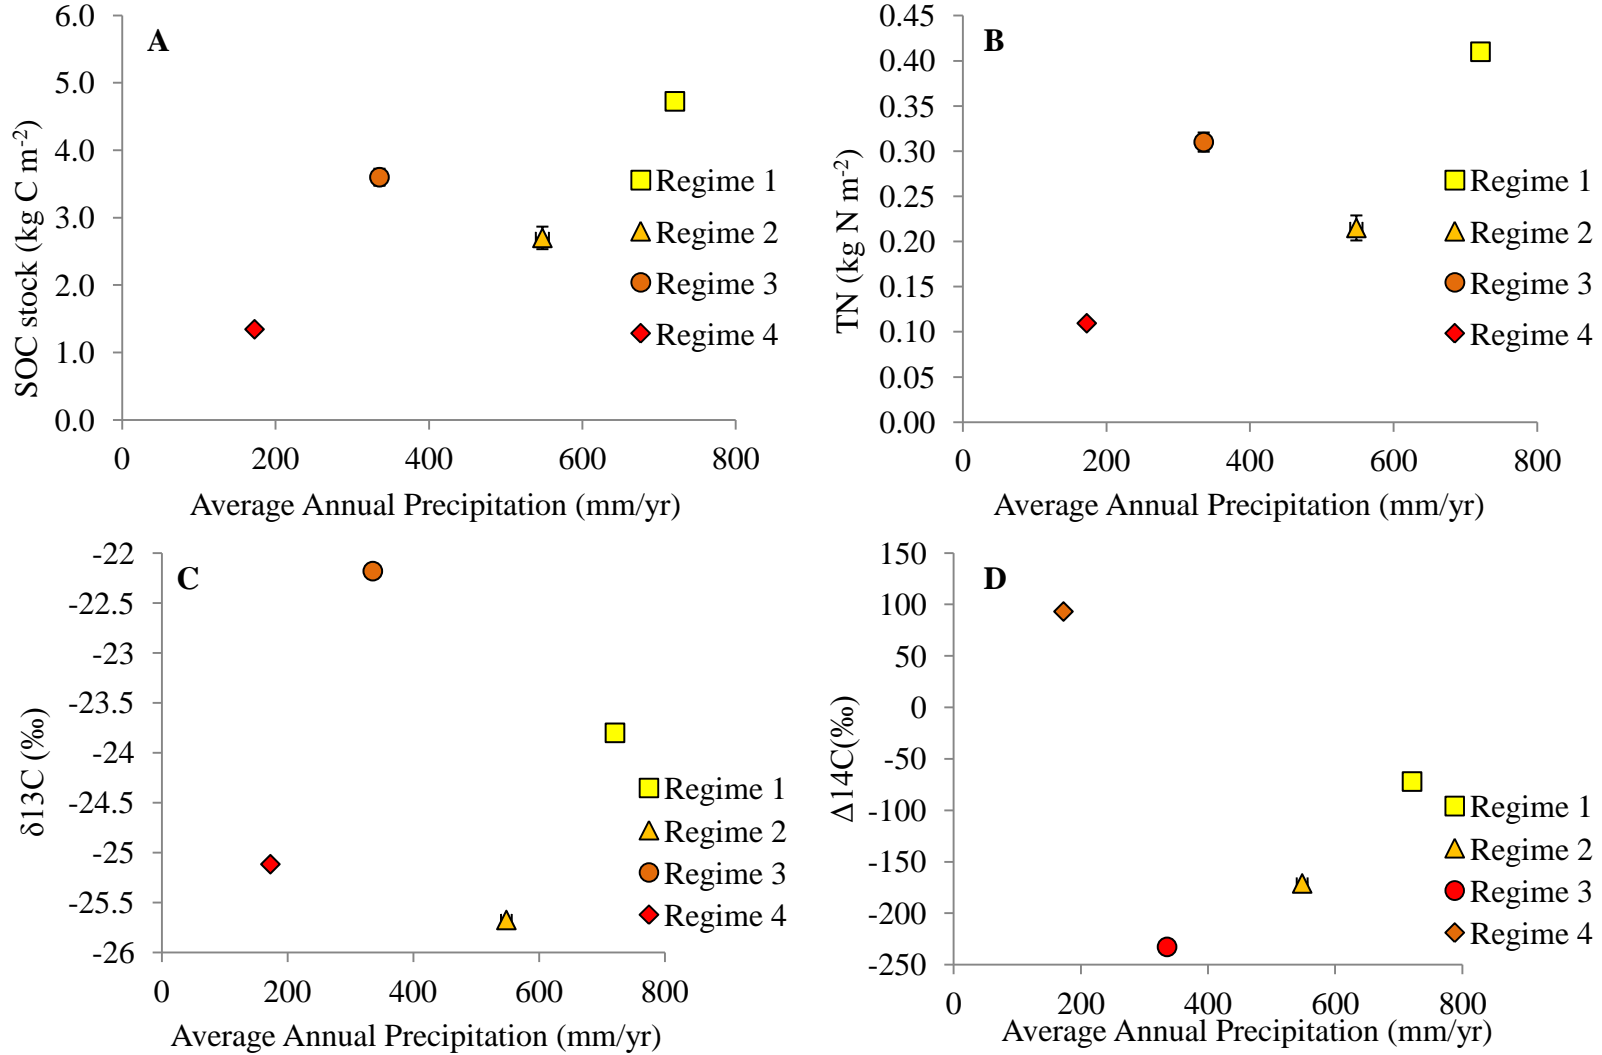 A
SOC stock (kg C m-2)
6.0
5.0
4.0
3.0
2.0
1.0
0.0
0 200 400 600 800
Average Annual Precipitation (mm/yr)
Regime 1
Regime 2
Regime 3
Regime 4
B
TN (kg N m-2)
0.45
0.40
0.35
0.30
0.25
0.20
0.15
0.10
0.05
0.00
0 200 400 600 800
Average Annual Precipitation (mm/yr)
Regime 1
Regime 2
Regime 3
Regime 4
C
δ13C (‰)
-22
-22.5
-23
-23.5
-24
-24.5
-25
-25.5
-26
0 200 400 600 800
Average Annual Precipitation (mm/yr)
Regime 1
Regime 2
Regime 3
Regime 4
D
Δ14C(‰)
150
100
50
0
-50
-100
-150
-200
-250
0 200 400 600 800
Average Annual Precipitation (mm/yr)
Regime 1
Regime 2
Regime 3
Regime 4